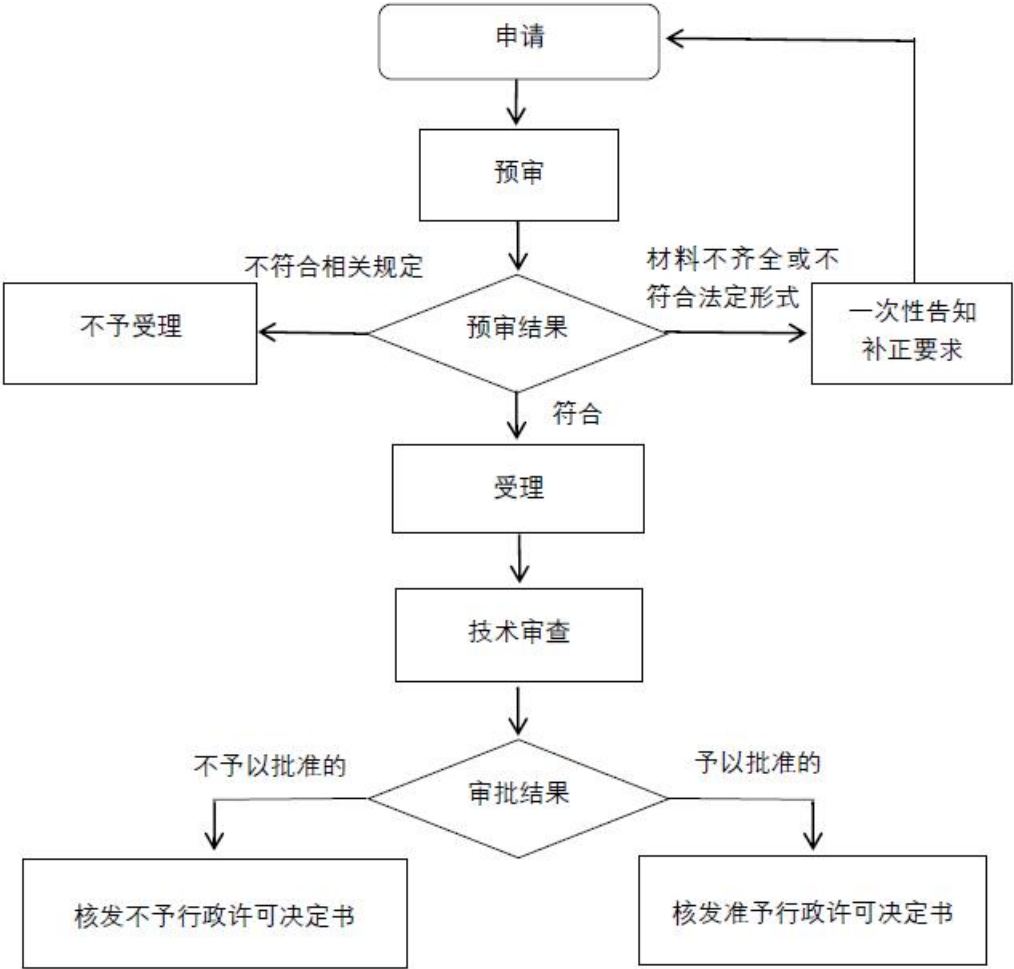 申请
预审
不符合相关规定
材料不齐全或不
符合法定形式
不予受理
预审结果
一次性告知
补正要求
符合
受理
技术审查
不予以批准的
予以批准的
审批结果
核发不予行政许可决定书
核发准予行政许可决定书